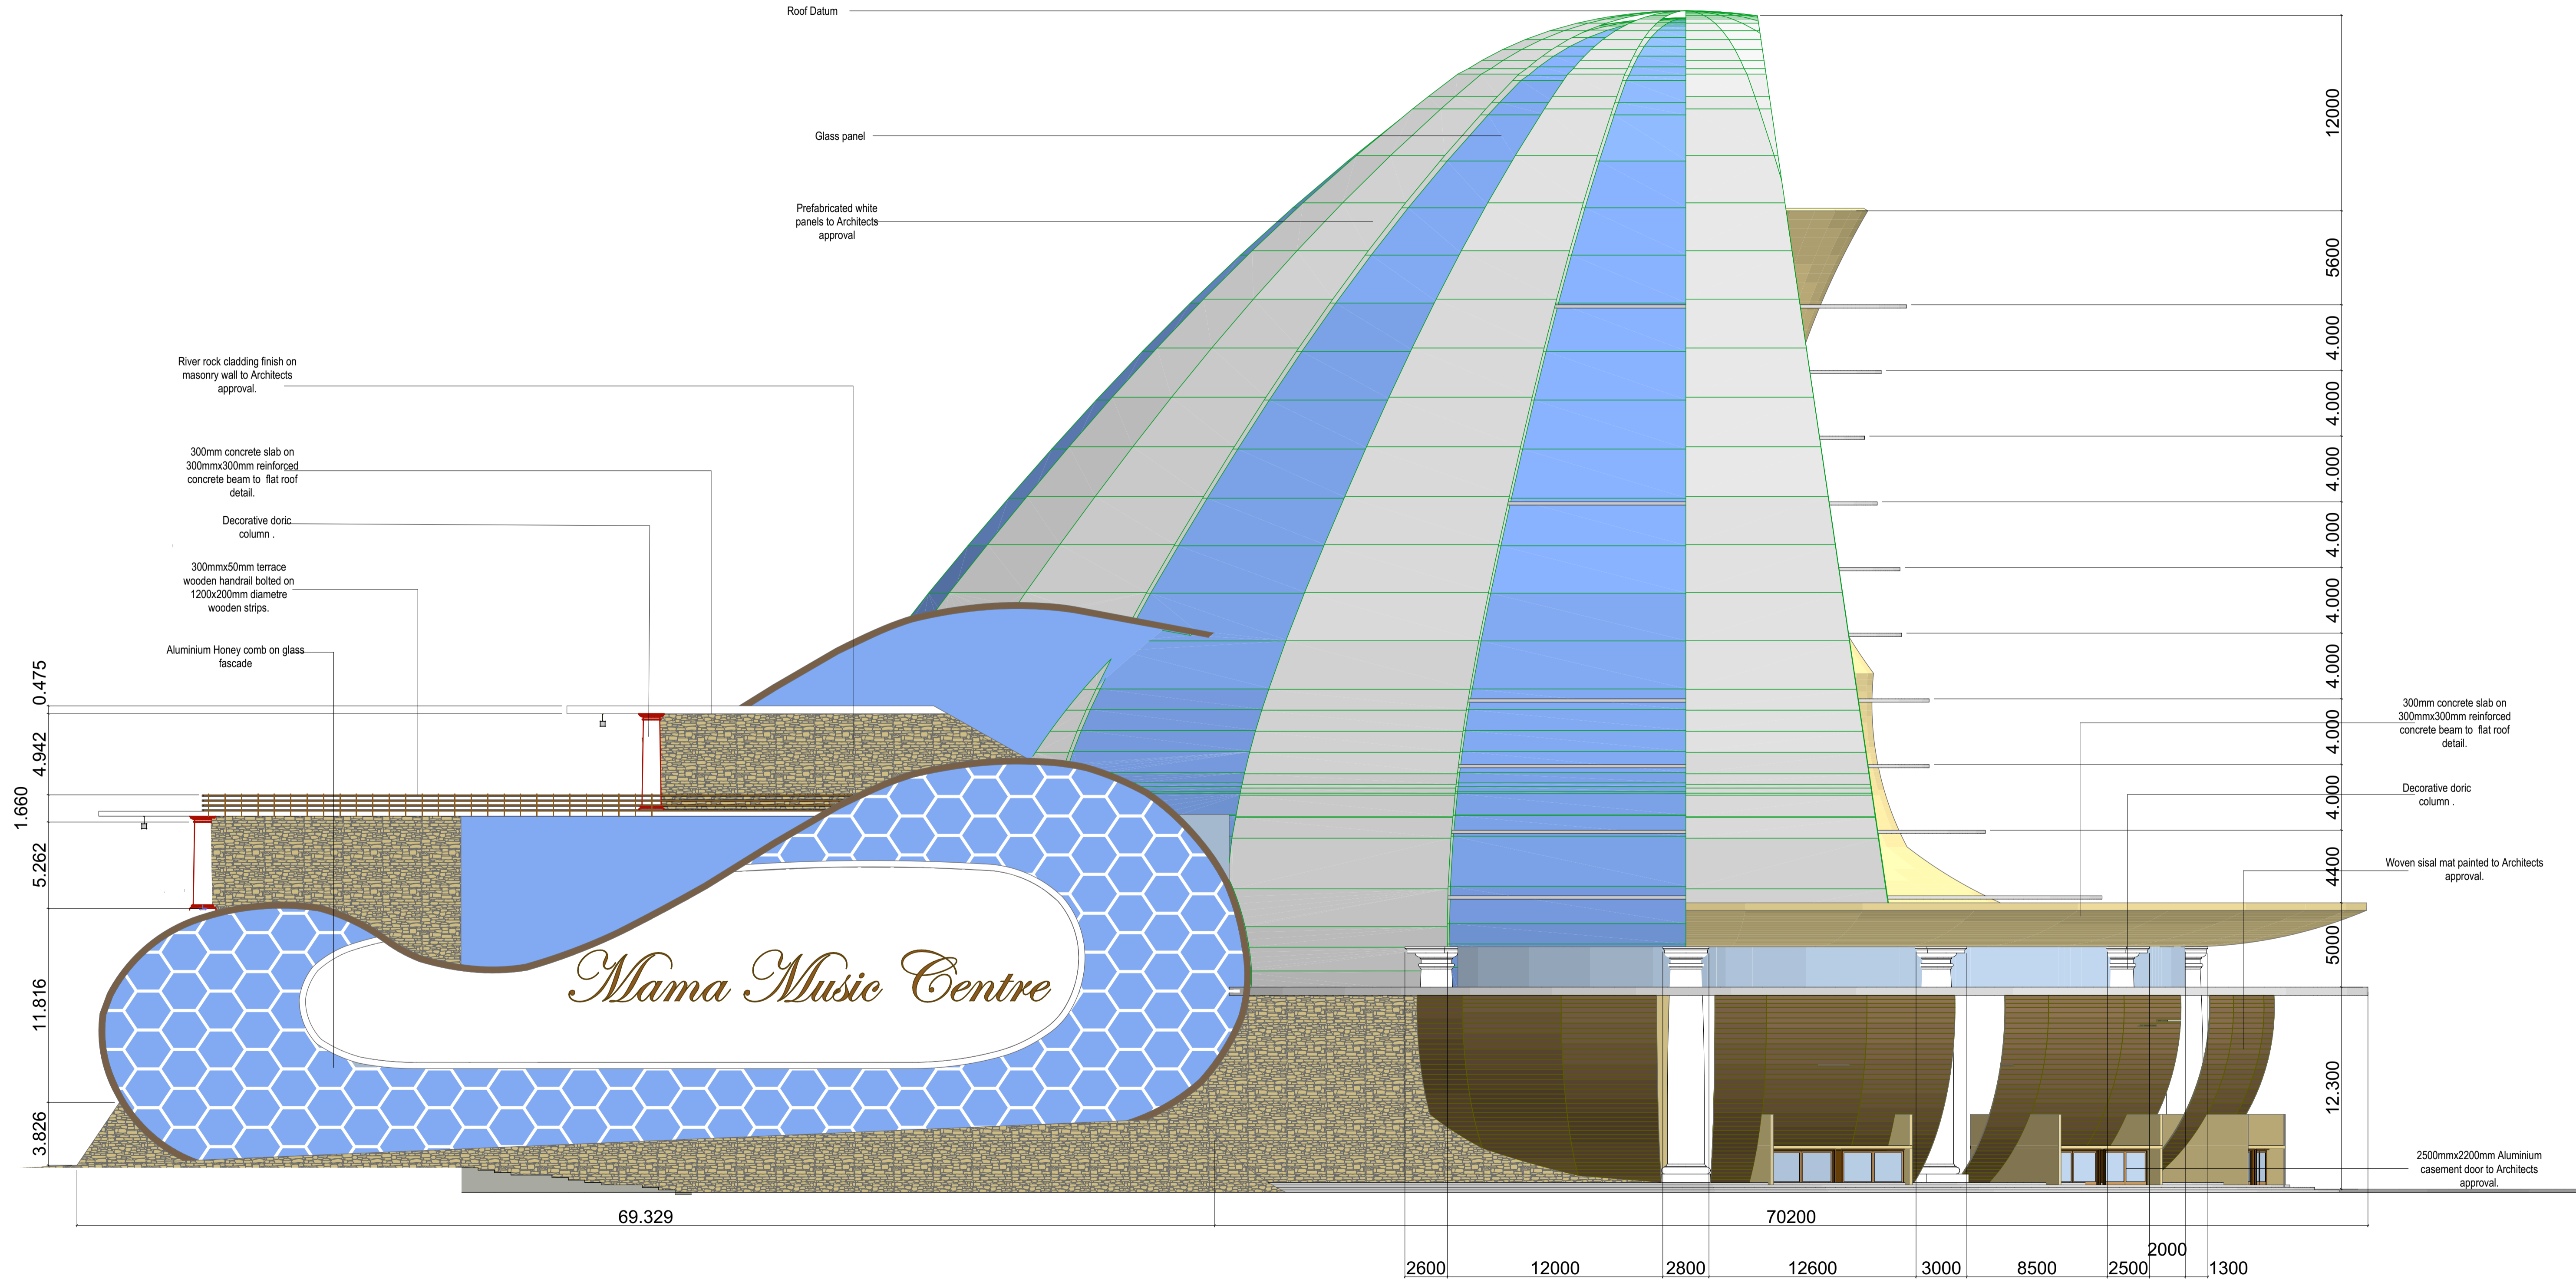 Roof Datum
Glass panel
Prefabricated white
panels to Architects
approval
River rock cladding finish on
masonry wall to Architects
approval.
300mm concrete slab on
300mmx300mm reinforced
concrete beam to flat roof
detail.
Decorative doric
column .
300mmx50mm terrace
wooden handrail bolted on
1200x200mm diametre
wooden strips.
Aluminium Honey comb on glass
fascade
0.475
4.942
1.660
5.262
11.816
3.826
Mama Music Centre
12000
5600
4.000
4.000
4.000
4.000
4.000
4.000
4.000
4.000
4400
5000
12.300
300mm concrete slab on
300mmx300mm reinforced
concrete beam to flat roof
detail.
Decorative doric
column .
Woven sisal mat painted to Architects
approval.
2500mmx2200mm Aluminium
casement door to Architects
approval.
69.329
70200
2600
12000
2800
12600
3000
8500
2500
2000
1300